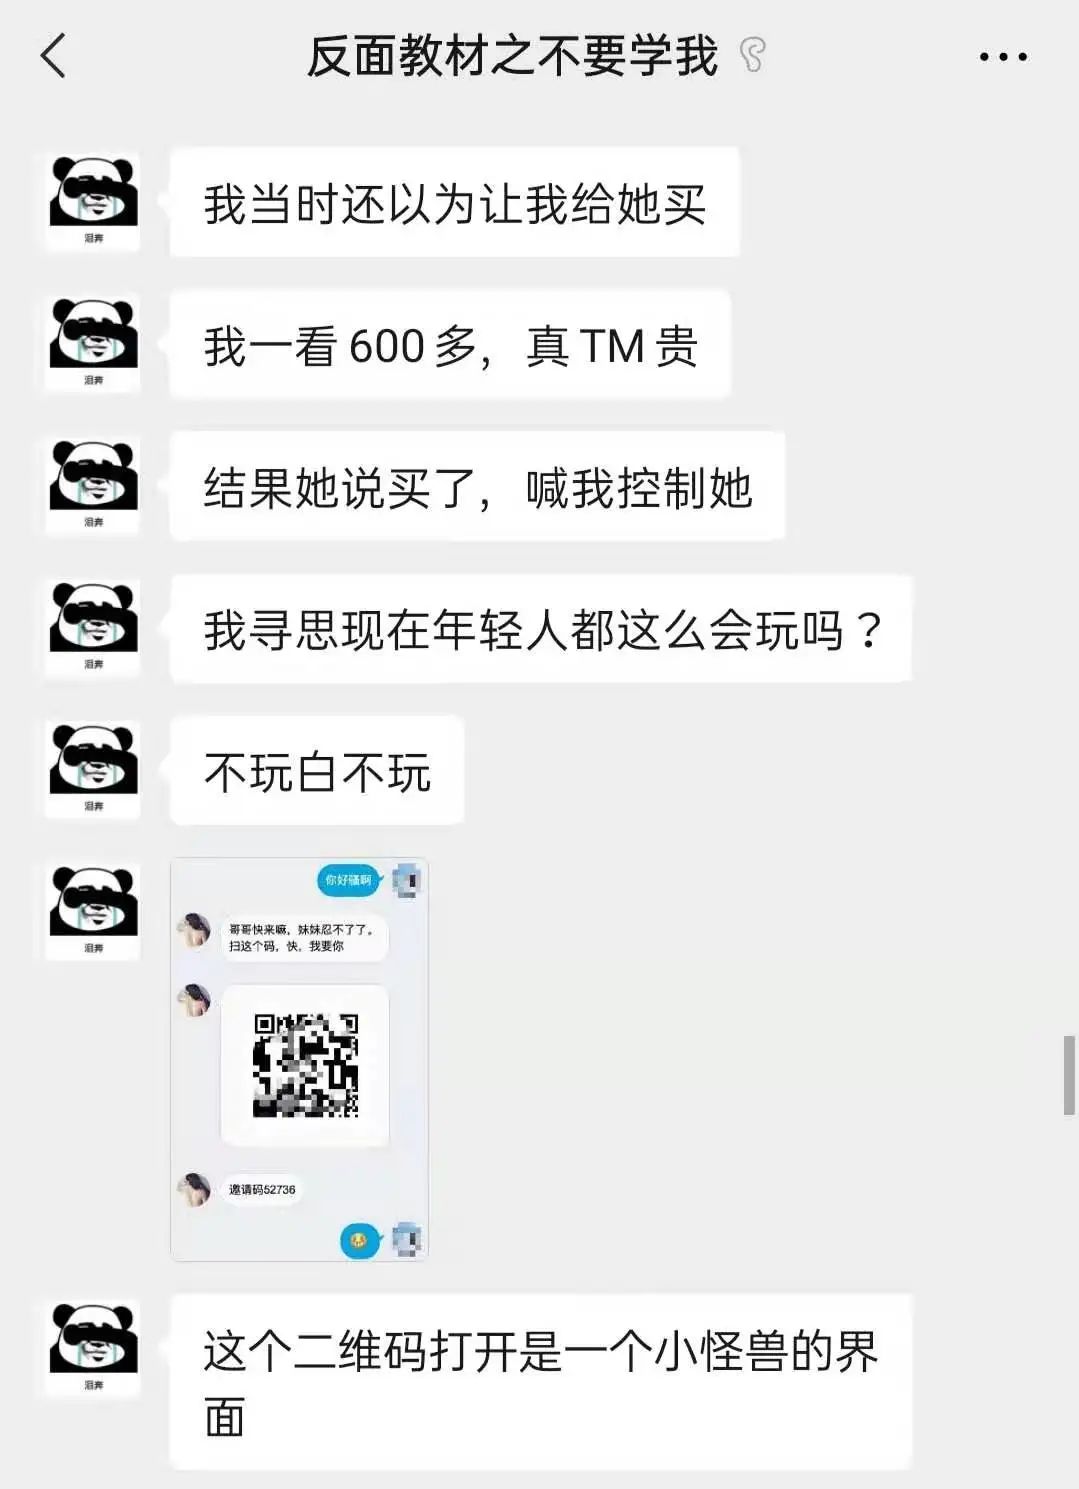 反面教材之不要学我
我当时还以为让我给她买
泪奔
我一看600多，真TM贵
泪奔
结果她说买了，喊我控制她
泪奔
我寻思现在年轻人都这么会玩吗？
泪奔
不玩白不玩
泪奔
你好骚啊
哥哥快来嘛，妹妹忍不了了。
扫这个码，快，我要你
泪奔
邀请码52736
这个二维码打开是一个小怪兽的界
面
泪奔